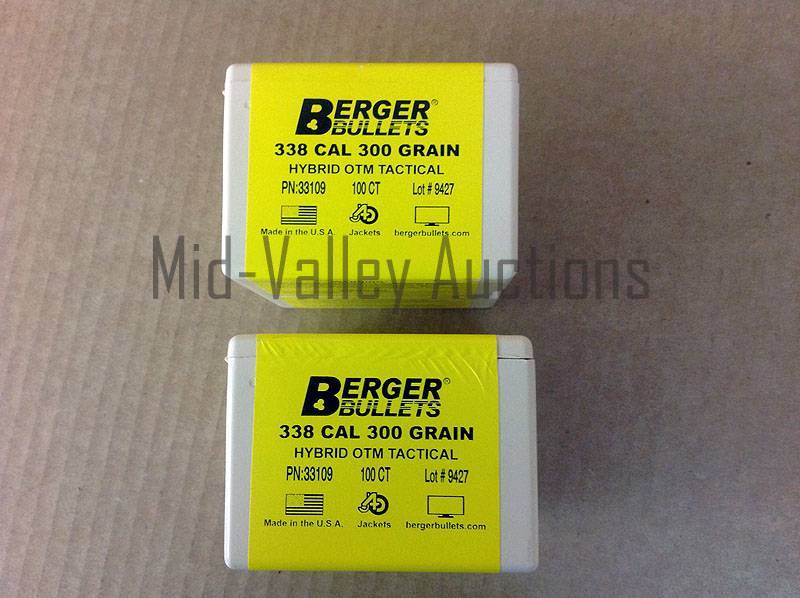 BERGER®
BULLETS
338 CAL 300 GRAIN
HYBRID OTM TACTICAL
PN:33109 100 CT Lot # 9427
Made in the U.S.A. Jackets bergerbullets.com
Mid-Valley Auctions
BERGER®
BULLETS
338 CAL 300 GRAIN
HYBRID OTM TACTICAL
PN:33109 100 CT Lot # 9427
Made in the U.S.A. Jackets bergerbullets.com